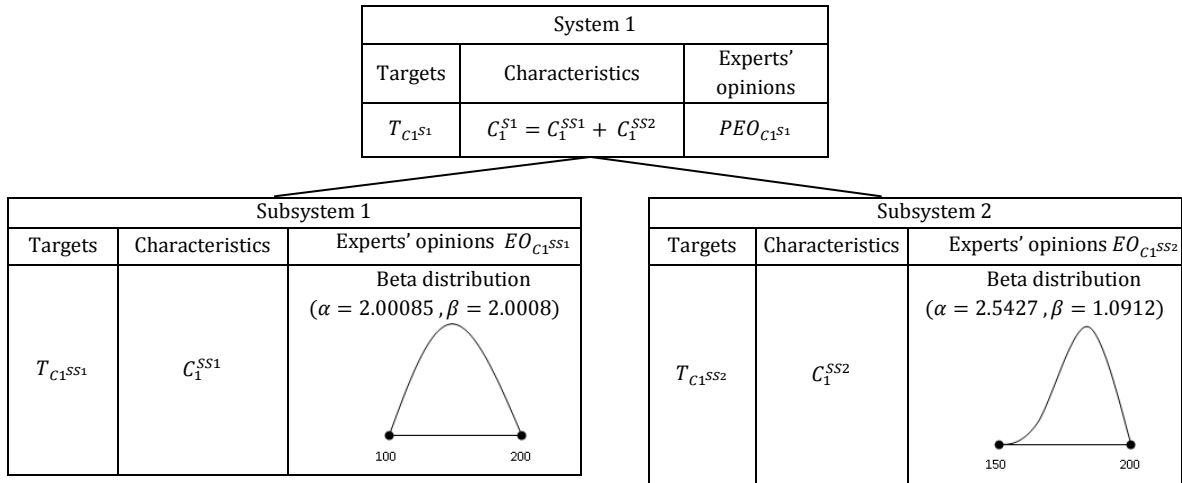 System 1
Targets Characteristics Experts' opinions
T_{C1^{S1}} C_1^{S1} = C_1^{SS1} + C_1^{SS2} PEO_{C1^{S1}}
Subsystem 1
Targets Characteristics Experts' opinions EO_{C1^{SS1}}
Beta distribution
(α = 2.00085 , β = 2.0008)
T_{C1^{SS1}} C_1^{SS1}
100 200
Subsystem 2
Targets Characteristics Experts' opinions EO_{C1^{SS2}}
Beta distribution
(α = 2.5427 , β = 1.0912)
T_{C1^{SS2}} C_1^{SS2}
150 200